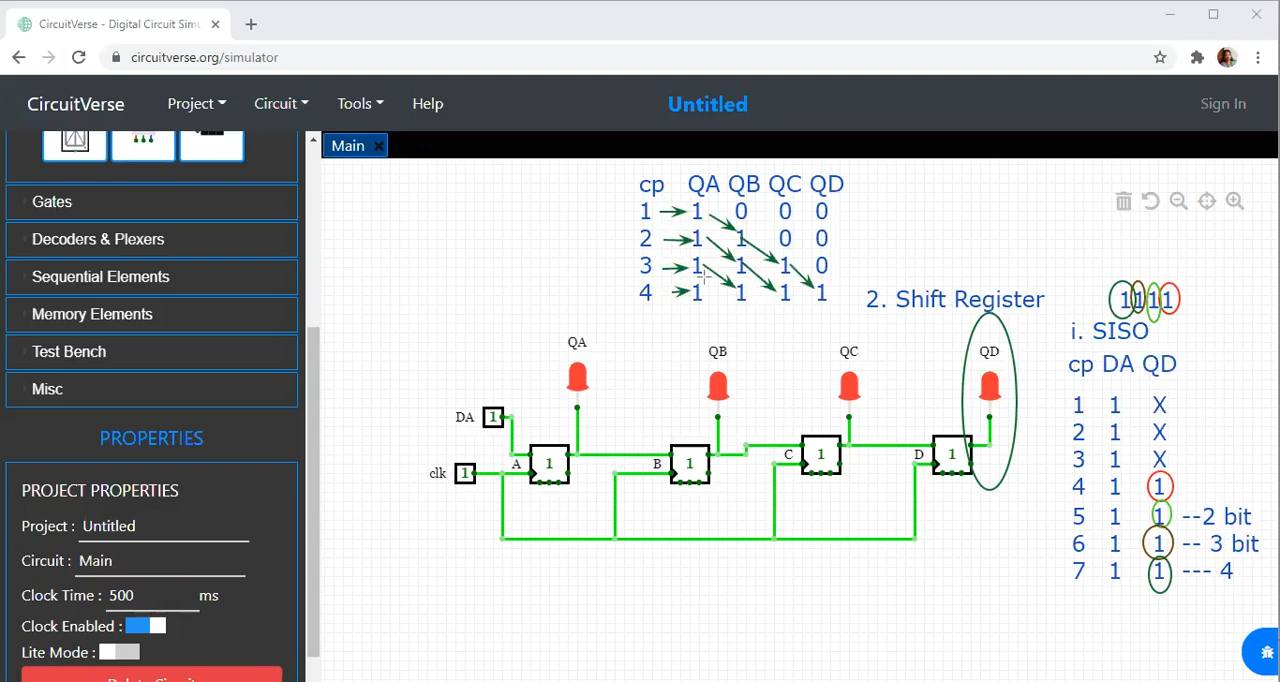 CircuitVerse - Digital Circuit Simu
circuitverse.org/simulator
CircuitVerse Project Circuit Tools Help Untitled Sign In
Main
Gates
Decoders & Plexers
Sequential Elements
Memory Elements
Test Bench
Misc
PROPERTIES
PROJECT PROPERTIES
Project : Untitled
Circuit : Main
Clock Time : 500 ms
Clock Enabled :
Lite Mode :
cp QA QB QC QD
1 1 0 0 0
2 1 1 0 0
3 1 1 1 0
4 1 1 1 1
2. Shift Register
1111
i. SISO
cp DA QD
1 1 X
2 1 X
3 1 X
4 1 1
5 1 1 --2 bit
6 1 1 -- 3 bit
7 1 1 --- 4
QA QB QC QD
DA 1
clk 1
A 1 B 1 C 1 D 1